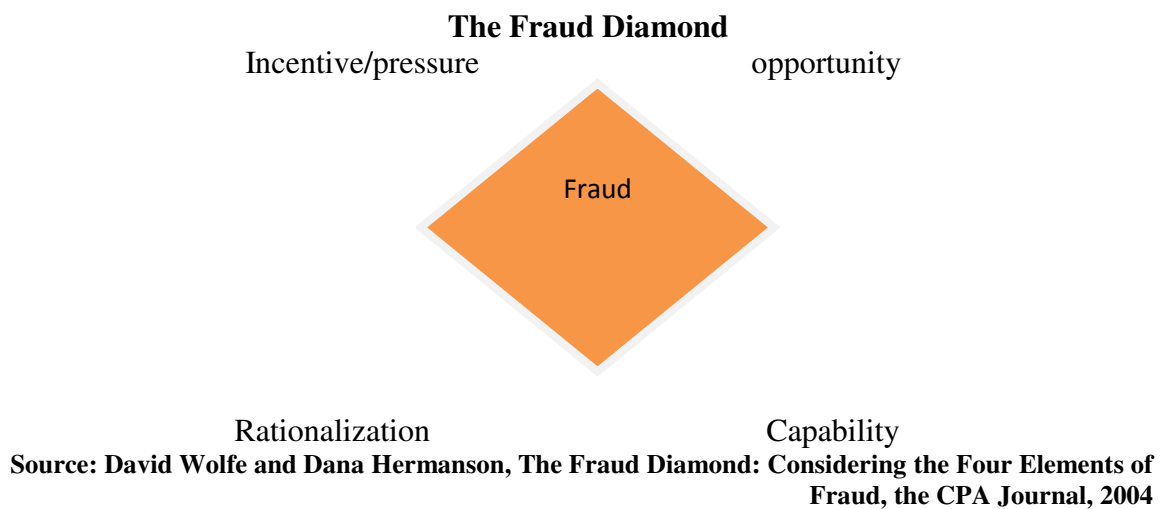 The Fraud Diamond
Incentive/pressure opportunity
Fraud
Rationalization Capability
Source: David Wolfe and Dana Hermanson, The Fraud Diamond: Considering the Four Elements of
Fraud, the CPA Journal, 2004